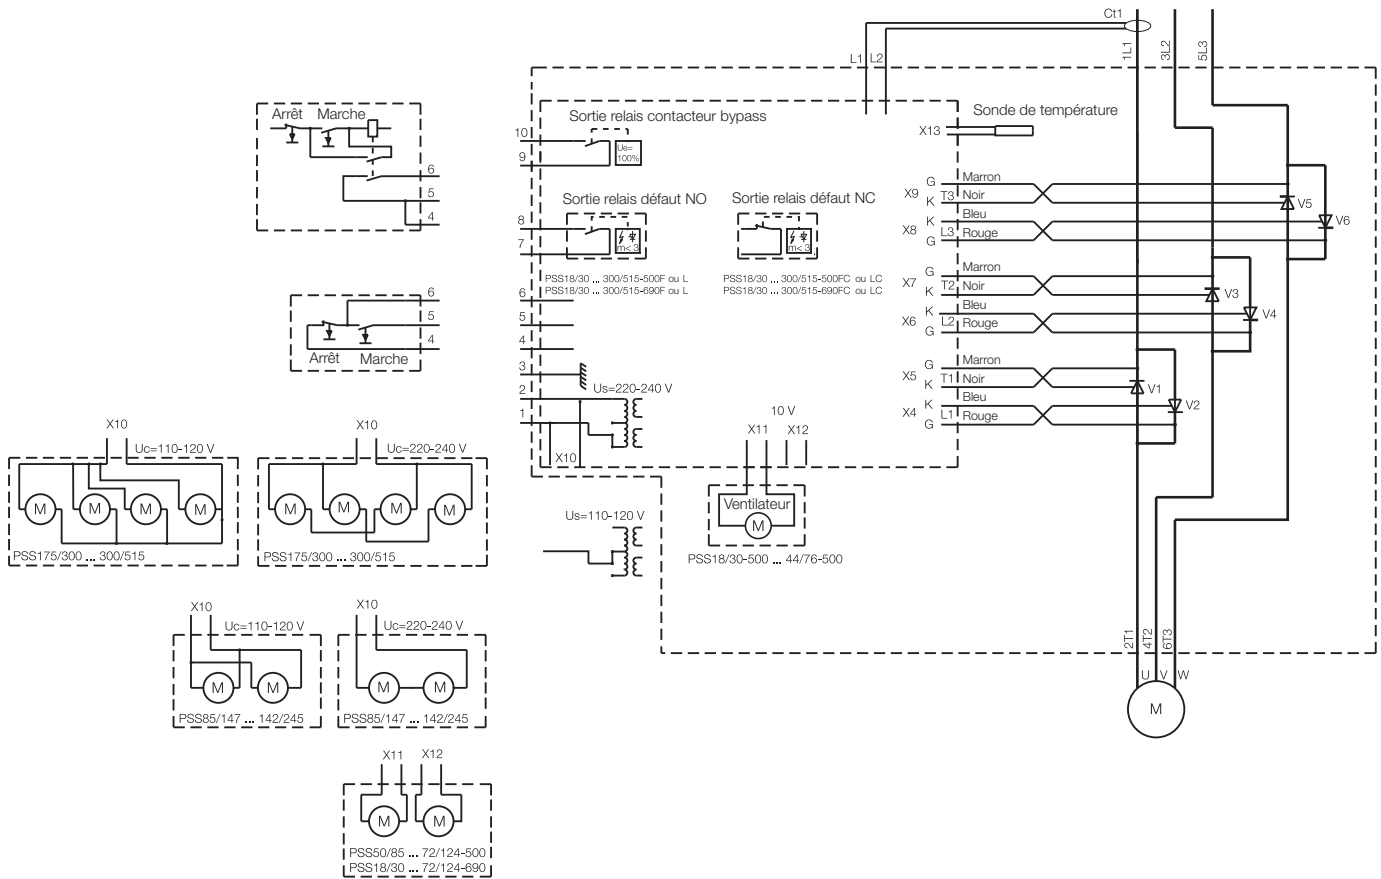 Ct1
L1
L2
1L1
3L2
5L3
Arrêt
Marche
6
5
4
Sortie relais contacteur bypass
10
9
Ue=
100%
X13
Sonde de température
Sortie relais défaut NO
Sortie relais défaut NC
8
7
m< 3
m< 3
PSS18/30 ... 300/515-500F ou L
PSS18/30 ... 300/515-690F ou L
PSS18/30 ... 300/515-500FC ou LC
PSS18/30 ... 300/515-690FC ou LC
X9
G
Marron
K
T3
Noir
X8
K
Bleu
G
L3
Rouge
V5
V6
X7
G
Marron
K
T2
Noir
X6
K
L2
Bleu
G
Rouge
V3
V4
X5
G
Marron
K
T1
Noir
X4
K
L1
Bleu
G
Rouge
V1
V2
6
5
4
Arrêt
Marche
6
5
4
3
2
1
Us=220-240 V
X10
10 V
X11
X12
Ventilateur
M
PSS18/30-500 ... 44/76-500
Us=110-120 V
X10
Uc=110-120 V
M
M
M
M
PSS175/300 ... 300/515
X10
Uc=220-240 V
M
M
M
M
PSS175/300 ... 300/515
X10
Uc=110-120 V
M
M
PSS85/147 ... 142/245
X10
Uc=220-240 V
M
M
PSS85/147 ... 142/245
2T1
4T2
6T3
U
V
W
M
X11
X12
M
M
PSS50/85 ... 72/124-500
PSS18/30 ... 72/124-690